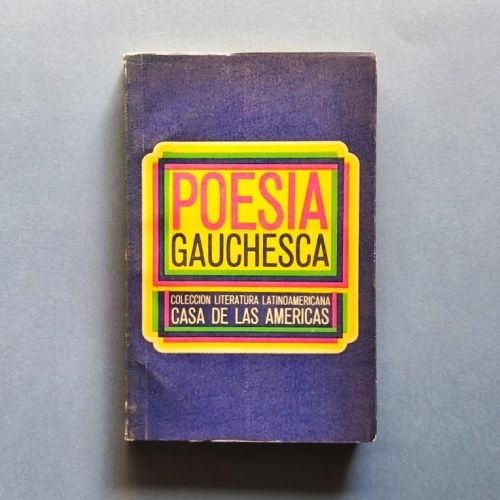 POESIA
GAUCHESCA
COLECCION LITERATURA LATINOAMERICANA
CASA DE LAS AMERICAS